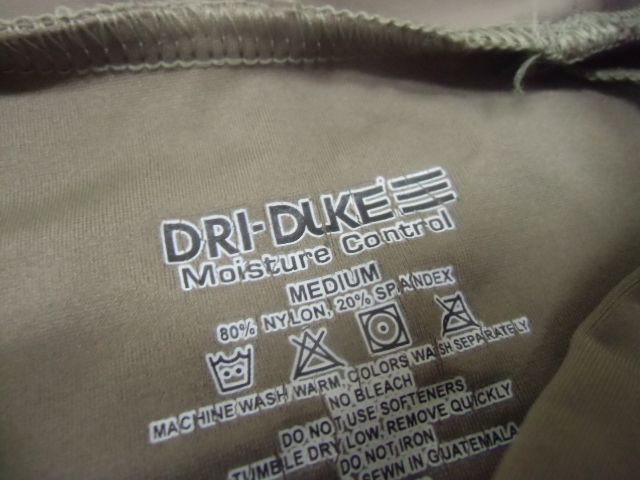 DRI-DUKE®
Moisture Control
MEDIUM
80% NYLON, 20% SPANDEX
MACHINE WASH WARM, COLORS WASH SEPARATELY
NO BLEACH
DO NOT USE SOFTENERS
TUMBLE DRY LOW, REMOVE QUICKLY
DO NOT IRON
SEWN IN GUATEMALA